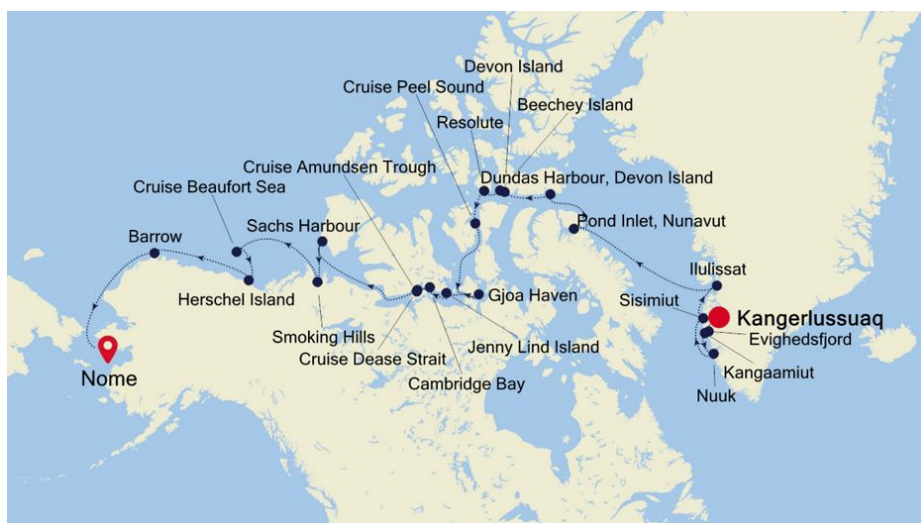 Devon Island
Cruise Peel Sound
Beechey Island
Resolute
Cruise Amundsen Trough
Dundas Harbour, Devon Island
Cruise Beaufort Sea
Sachs Harbour
Pond Inlet, Nunavut
Barrow
Ilulissat
Herschel Island
Gjoa Haven
Sisimiut
Kangerlussuaq
Smoking Hills
Evighedsfjord
Cruise Dease Strait
Jenny Lind Island
Kangaamiut
Nome
Cambridge Bay
Nuuk